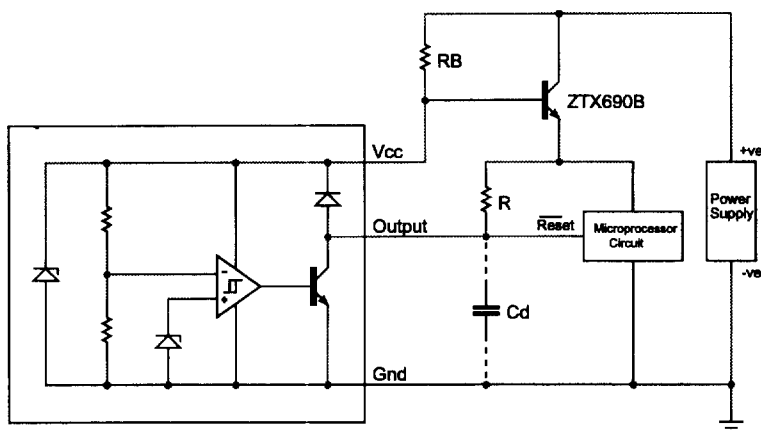 RB
ZTX690B
Vcc
+ve
R
Power
Supply
Output
Reset
Microprocessor
Circuit
-
+
-ve
Cd
Gnd